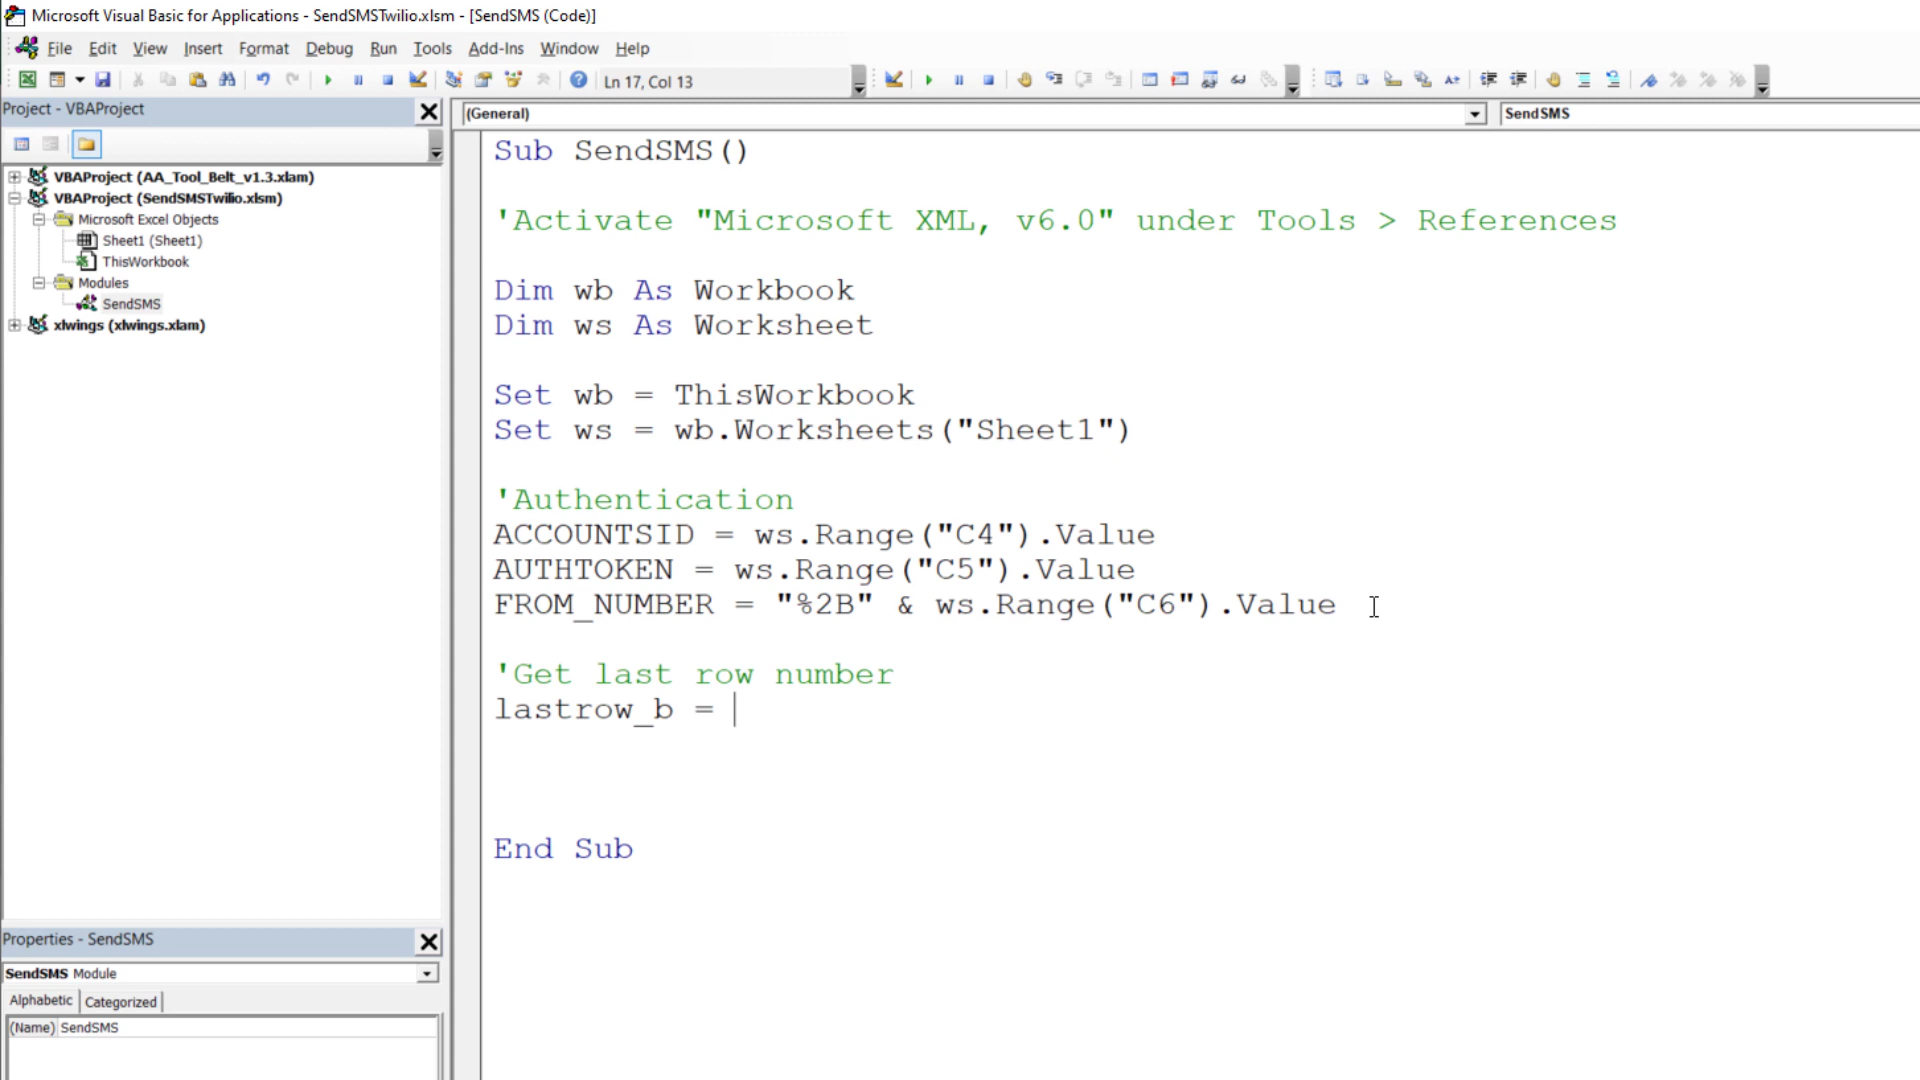 Microsoft Visual Basic for Applications - SendSMSTwilio.xlsm - [SendSMS (Code)]
File Edit View Insert Format Debug Run Tools Add-Ins Window Help
Ln 17, Col 13
Project - VBAProject
(General)
SendSMS
VBAProject (AA_Tool_Belt_v1.3.xlam)
VBAProject (SendSMSTwilio.xlsm)
Microsoft Excel Objects
Sheet1 (Sheet1)
ThisWorkbook
Modules
SendSMS
xlwings (xlwings.xlam)
Sub SendSMS()
'Activate "Microsoft XML, v6.0" under Tools > References
Dim wb As Workbook
Dim ws As Worksheet
Set wb = ThisWorkbook
Set ws = wb.Worksheets("Sheet1")
'Authentication
ACCOUNTSID = ws.Range("C4").Value
AUTHTOKEN = ws.Range("C5").Value
FROM_NUMBER = "%2B" & ws.Range("C6").Value
'Get last row number
lastrow_b =
End Sub
Properties - SendSMS
SendSMS Module
Alphabetic Categorized
(Name) SendSMS